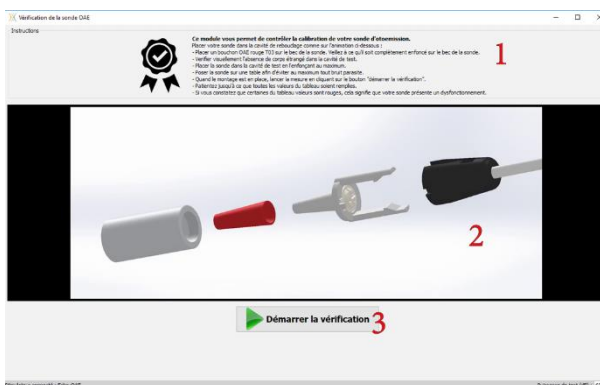 Vérification de la sonde OAE
Instructions
Ce module vous permet de contrôler la calibration de votre sonde d'otoemission.
Placer votre sonde dans la cavité de rebouclage comme sur l'animation ci-dessous :
- Placer un bouchon OAE rouge T03 sur le bec de la sonde. Veillez à ce qu'il soit complètement enfoncé sur le bec de la sonde.
- Verifier visuellement l'absence de corps étranger dans la cavité de test.
- Placer la sonde dans la cavité de test en l'enfonçant au maximum.
- Poser la sonde sur une table afin d'éviter au maximum tout bruit parasite.
- Quand le montage est en place, lancer la mesure en cliquant sur le bouton "démarrer la vérification".
- Patientez jusqu'à ce que toutes les valeurs du tableau soient remplies.
- Si vous constatez que certaines du tableau valeurs sont rouges, cela signifie que votre sonde présente un dysfonctionnement.
1
2
Démarrer la vérification
3